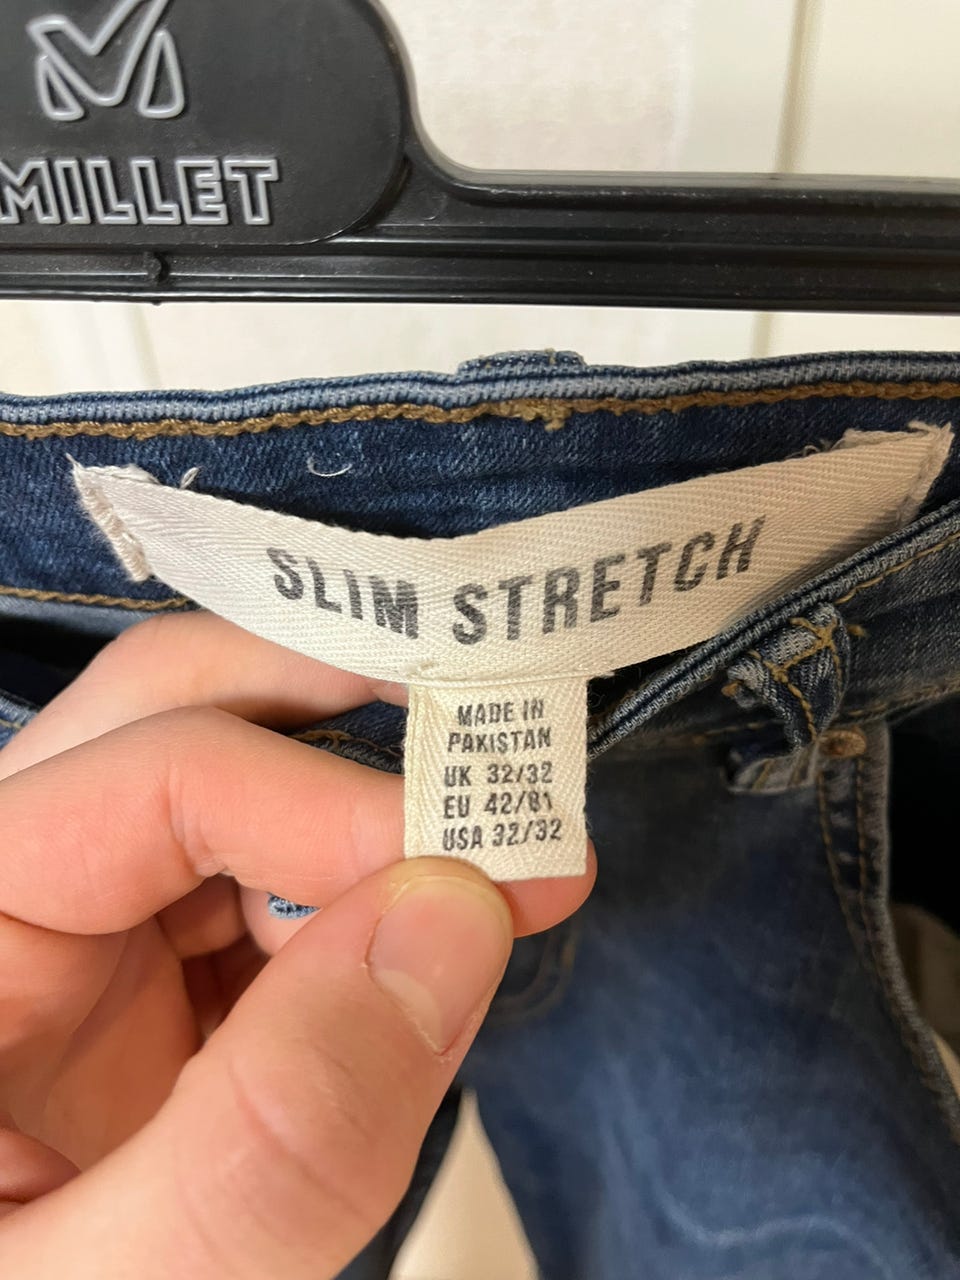 MILLET
SLIM STRETCH
MADE IN
PAKISTAN
UK 32/32
EU 42/81
USA 32/32